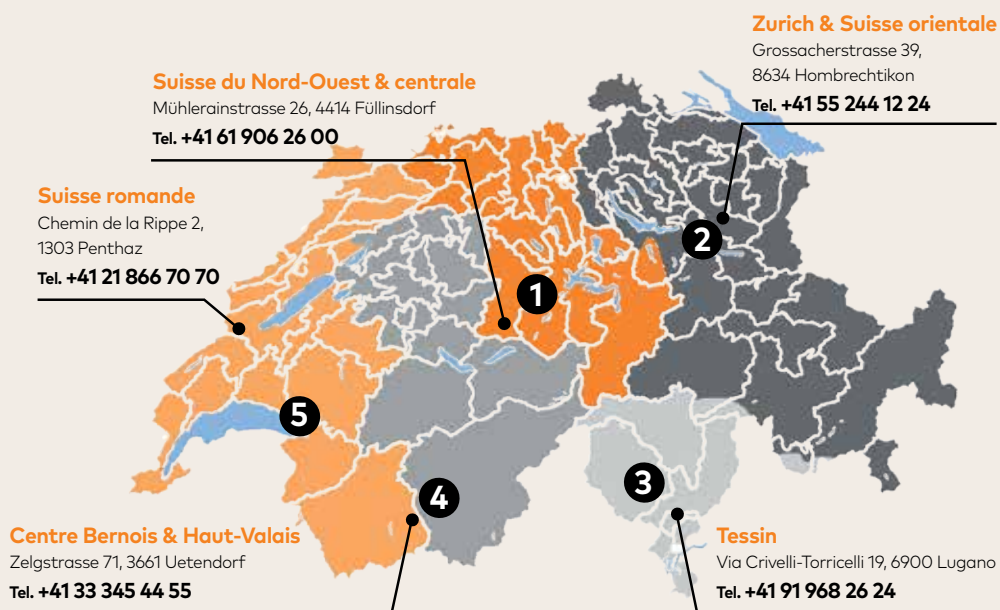 Zurich & Suisse orientale
Grossacherstrasse 39,
8634 Hombrechtikon
Tel. +41 55 244 12 24
Suisse du Nord-Ouest & centrale
Mühlerainstrasse 26, 4414 Füllinsdorf
Tel. +41 61 906 26 00
Suisse romande
Chemin de la Rippe 2,
1303 Penthaz
Tel. +41 21 866 70 70
1
2
3
4
5
Centre Bernois & Haut-Valais
Zelgstrasse 71, 3661 Uetendorf
Tel. +41 33 345 44 55
Tessin
Via Crivelli-Torricelli 19, 6900 Lugano
Tel. +41 91 968 26 24